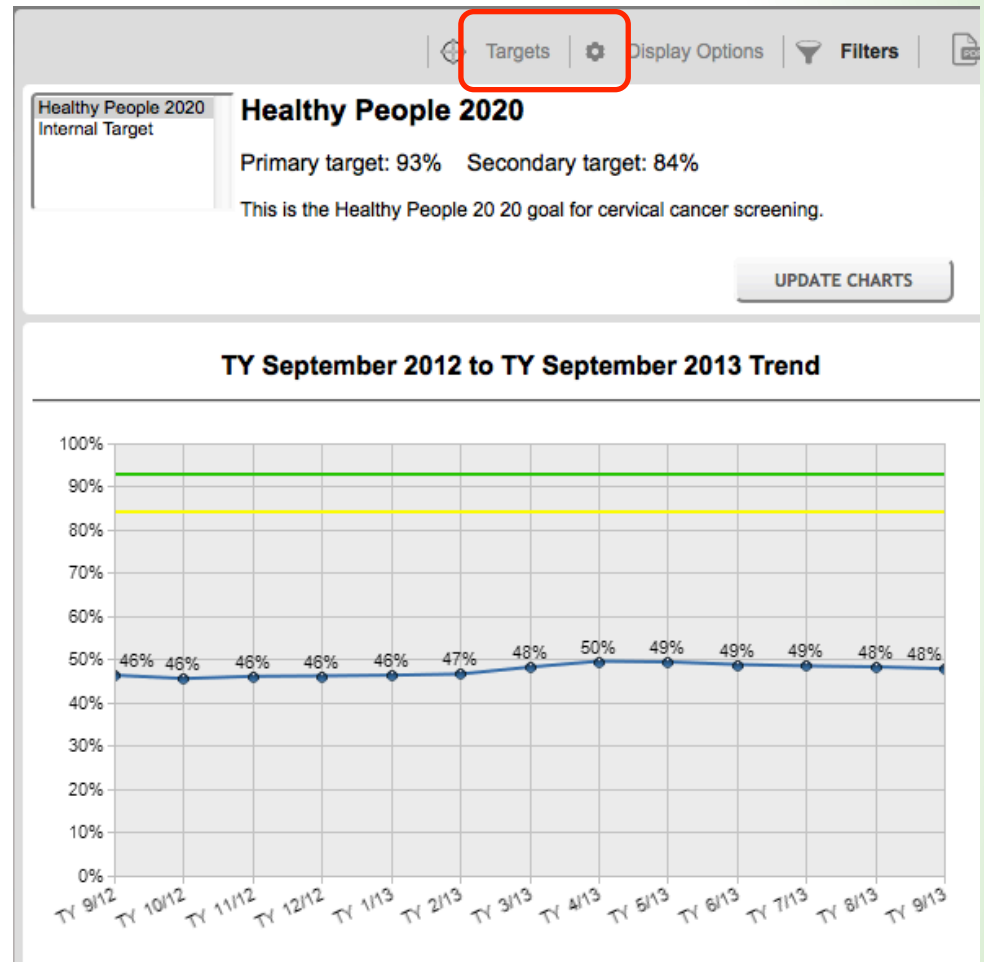 Targets Display Options Filters PDF
Healthy People 2020
Internal Target
Healthy People 2020
Primary target: 93% Secondary target: 84%
This is the Healthy People 20 20 goal for cervical cancer screening.
UPDATE CHARTS
TY September 2012 to TY September 2013 Trend
100%
90%
80%
70%
60%
50%
40%
30%
20%
10%
0%
46% 46% 46% 46% 46% 47% 48% 50% 49% 49% 49% 48% 48%
TY 9/12 TY 10/12 TY 11/12 TY 12/12 TY 1/13 TY 2/13 TY 3/13 TY 4/13 TY 5/13 TY 6/13 TY 7/13 TY 8/13 TY 9/13